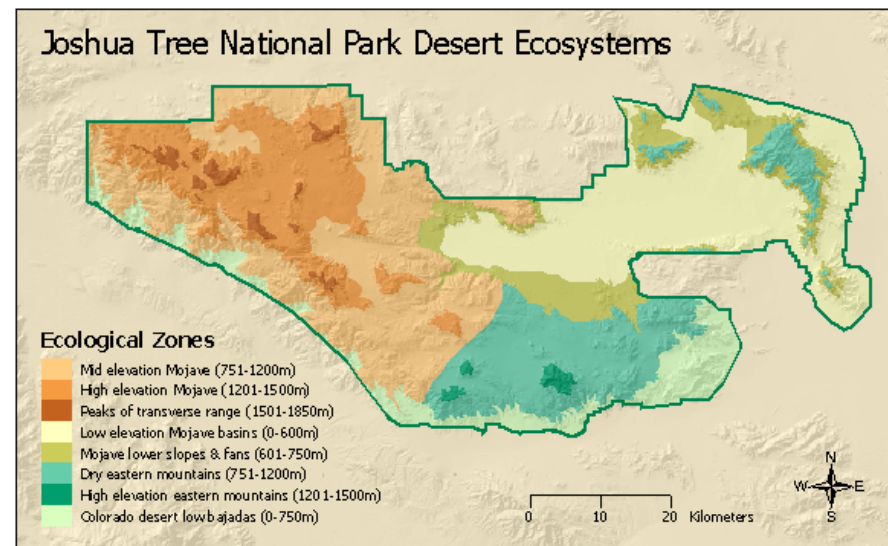 Joshua Tree National Park Desert Ecosystems
Ecological Zones
Mid elevation Mojave (751-1200m)
High elevation Mojave (1201-1500m)
Peaks of transverse range (1501-1850m)
Low elevation Mojave basins (0-600m)
Mojave lower slopes & fans (601-750m)
Dry eastern mountains (751-1200m)
High elevation eastern mountains (1201-1500m)
Colorado desert low bajadas (0-750m)
0 10 20 Kilometers
N
W E
S